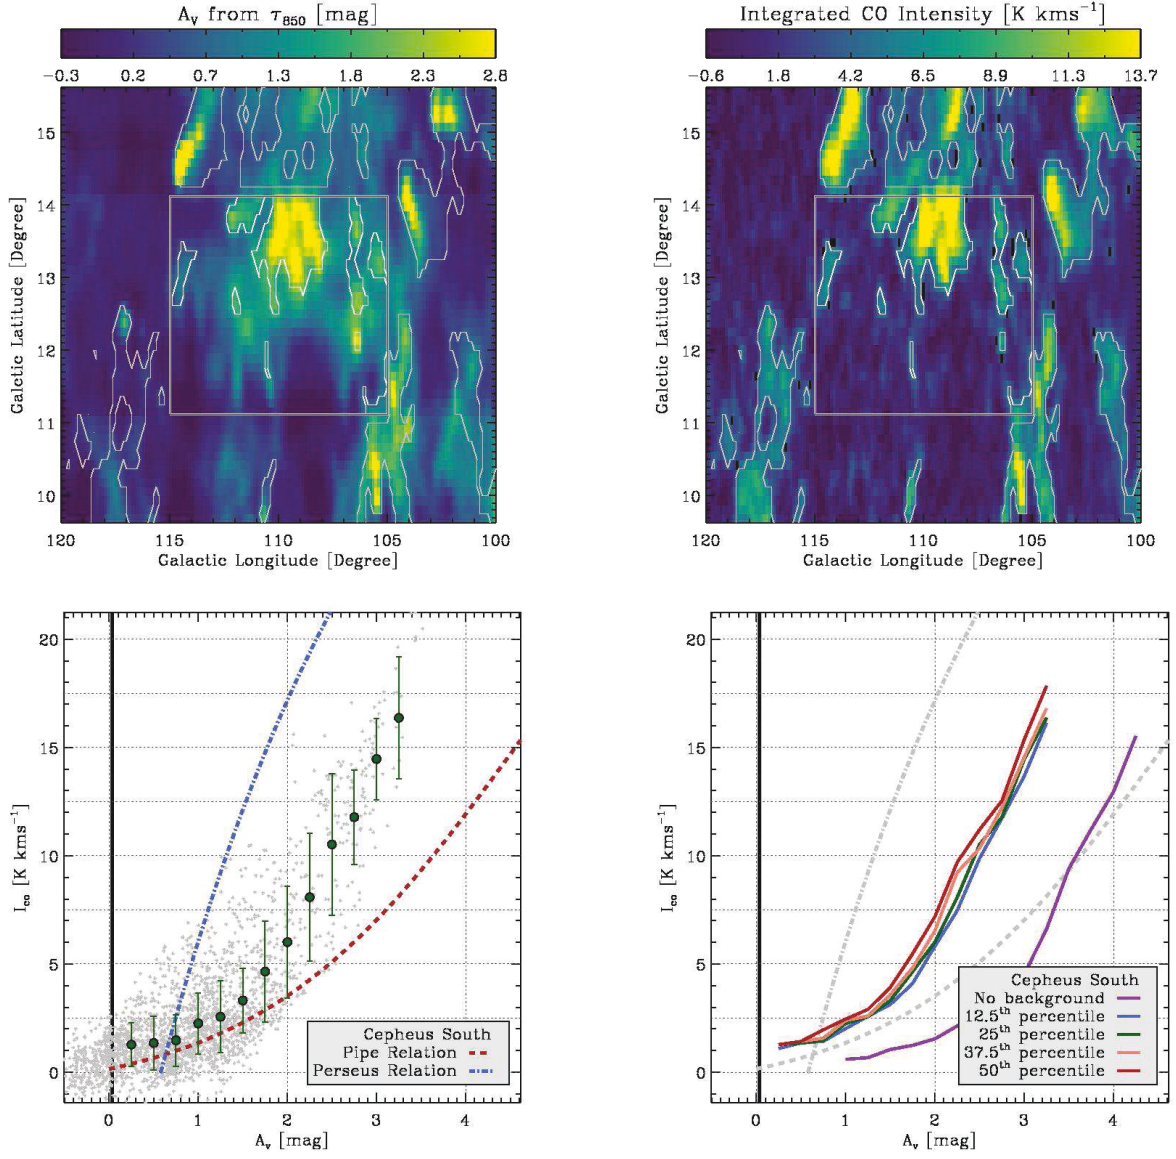 A_V from τ_850 [mag]
−0.3 0.2 0.7 1.3 1.8 2.3 2.8
15
14
13
12
11
10
Galactic Latitude [Degree]
120 115 110 105 100
Galactic Longitude [Degree]
Integrated CO Intensity [K kms⁻¹]
−0.6 1.8 4.2 6.5 8.9 11.3 13.7
15
14
13
12
11
10
Galactic Latitude [Degree]
120 115 110 105 100
Galactic Longitude [Degree]
20
15
10
5
0
I_co [K kms⁻¹]
Cepheus South
Pipe Relation
Perseus Relation
0 1 2 3 4
A_v [mag]
20
15
10
5
0
I_co [K kms⁻¹]
Cepheus South
No background
12.5th percentile
25th percentile
37.5th percentile
50th percentile
0 1 2 3 4
A_v [mag]